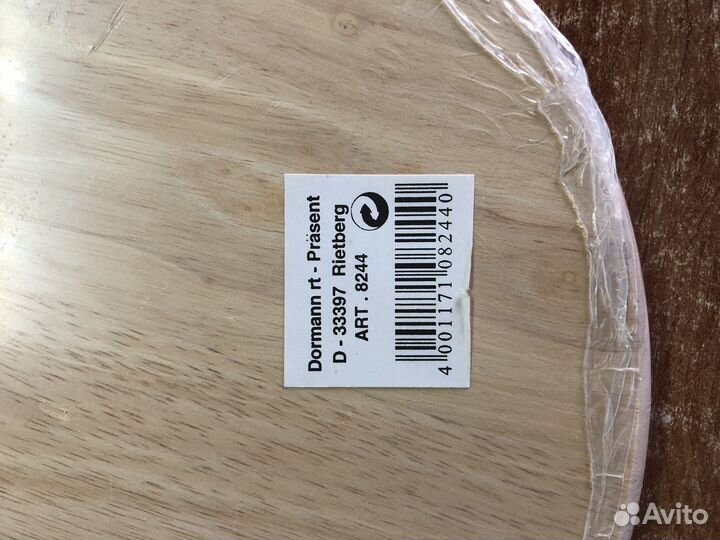 Dormann rt - Präsent
D - 33397 Rietberg
ART . 8244
4 001171 082440
Avito